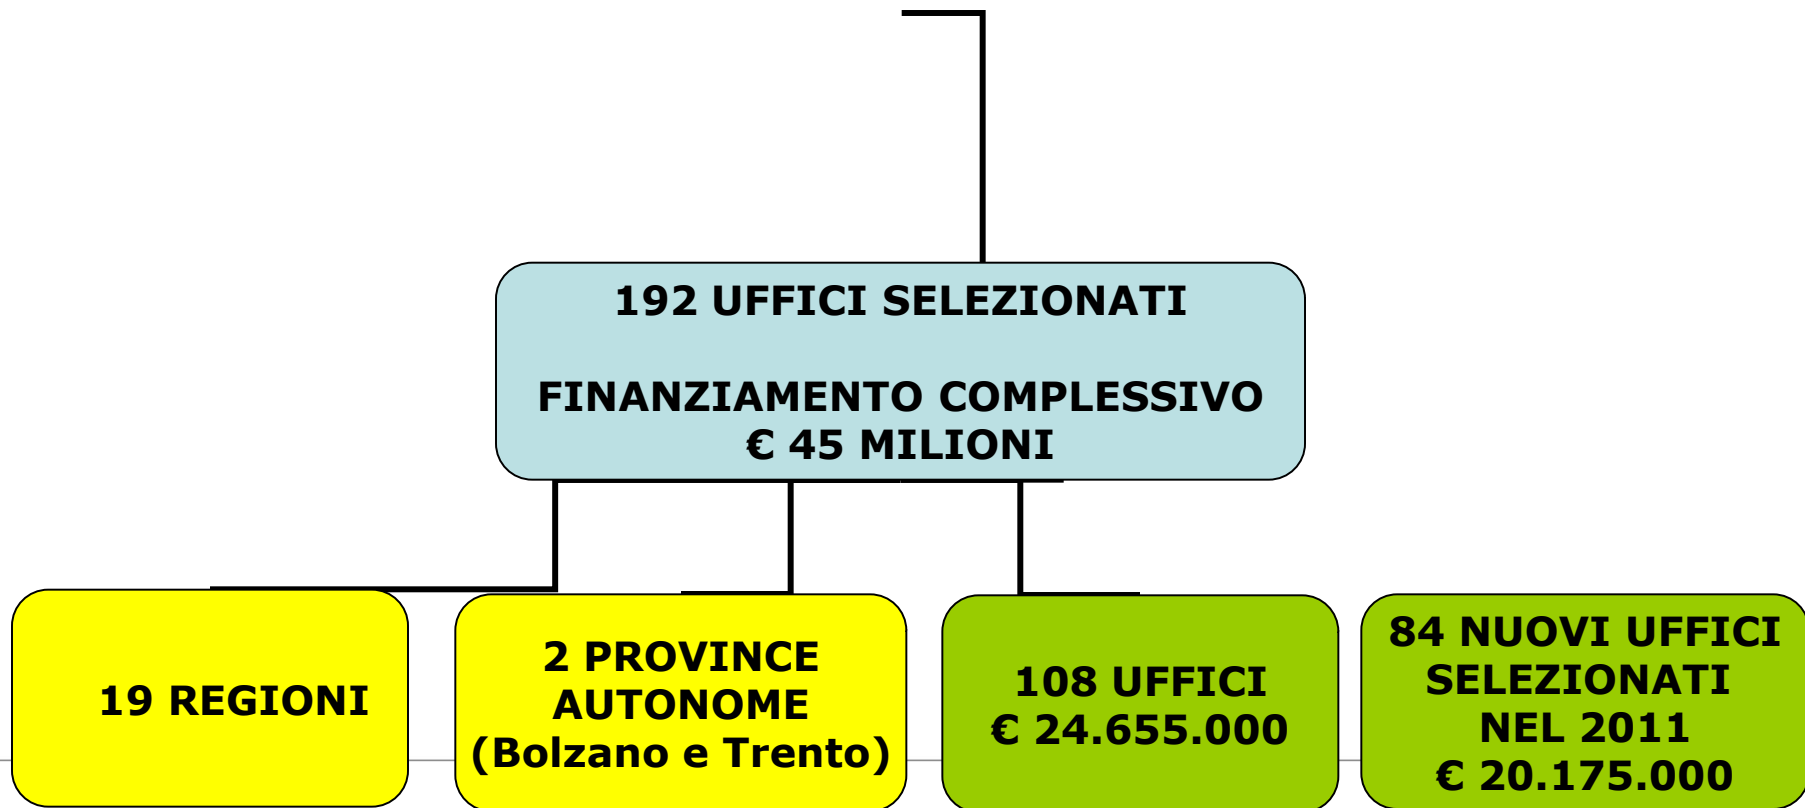 192 UFFICI SELEZIONATI
FINANZIAMENTO COMPLESSIVO
€ 45 MILIONI
19 REGIONI
2 PROVINCE
AUTONOME
(Bolzano e Trento)
108 UFFICI
€ 24.655.000
84 NUOVI UFFICI
SELEZIONATI
NEL 2011
€ 20.175.000